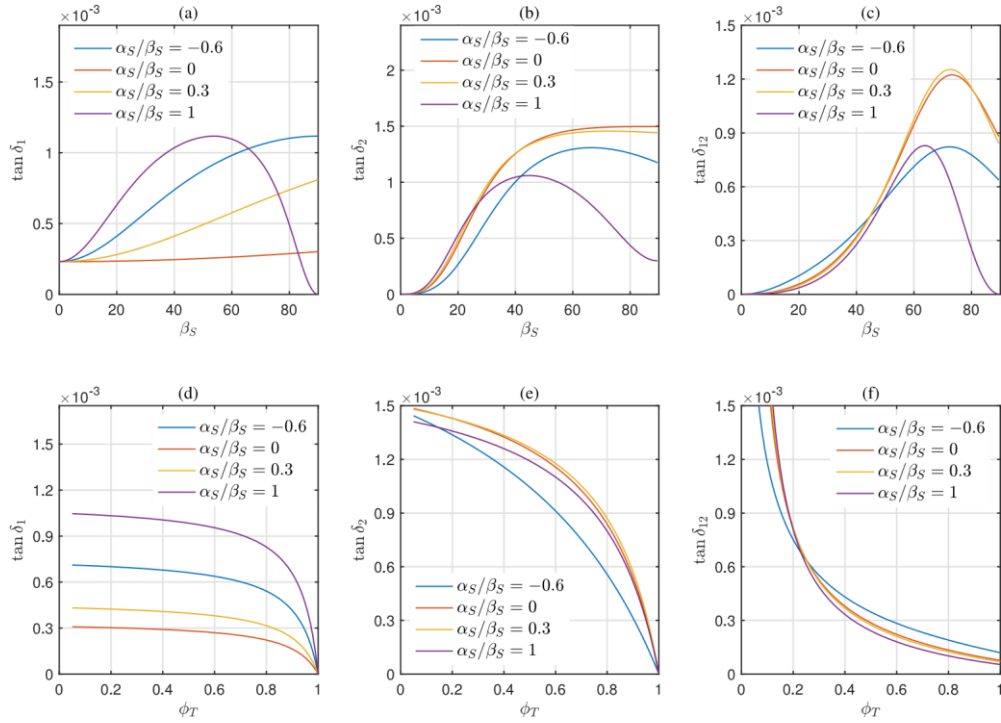 (a)
×10⁻³
1.5
1.2
0.9
0.6
0.3
0
0
20
40
60
80
tan δ₁
β_S
α_S/β_S = −0.6
α_S/β_S = 0
α_S/β_S = 0.3
α_S/β_S = 1
(b)
×10⁻³
2
1.5
1
0.5
0
0
20
40
60
80
tan δ₂
β_S
α_S/β_S = −0.6
α_S/β_S = 0
α_S/β_S = 0.3
α_S/β_S = 1
(c)
×10⁻³
1.5
1.2
0.9
0.6
0.3
0
0
20
40
60
80
tan δ₁₂
β_S
α_S/β_S = −0.6
α_S/β_S = 0
α_S/β_S = 0.3
α_S/β_S = 1
(d)
×10⁻³
1.5
1.2
0.9
0.6
0.3
0
0
0.2
0.4
0.6
0.8
1
tan δ₁
ϕ_T
α_S/β_S = −0.6
α_S/β_S = 0
α_S/β_S = 0.3
α_S/β_S = 1
(e)
×10⁻³
1.5
1.2
0.9
0.6
0.3
0
0
0.2
0.4
0.6
0.8
1
tan δ₂
ϕ_T
α_S/β_S = −0.6
α_S/β_S = 0
α_S/β_S = 0.3
α_S/β_S = 1
(f)
×10⁻³
1.5
1.2
0.9
0.6
0.3
0
0
0.2
0.4
0.6
0.8
1
tan δ₁₂
ϕ_T
α_S/β_S = −0.6
α_S/β_S = 0
α_S/β_S = 0.3
α_S/β_S = 1